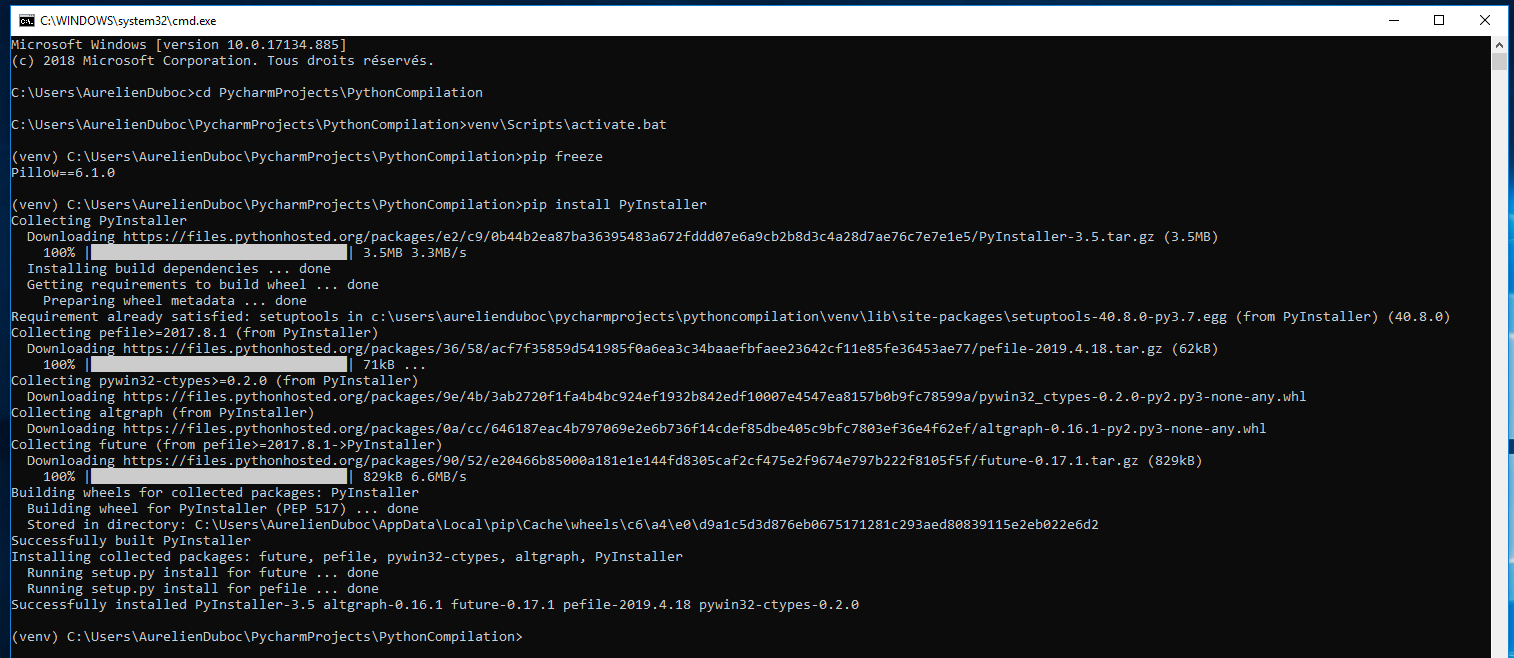 C:\WINDOWS\system32\cmd.exe
Microsoft Windows [version 10.0.17134.885]
(c) 2018 Microsoft Corporation. Tous droits réservés.
C:\Users\AurelienDuboc>cd PycharmProjects\PythonCompilation
C:\Users\AurelienDuboc\PycharmProjects\PythonCompilation>venv\Scripts\activate.bat
(venv) C:\Users\AurelienDuboc\PycharmProjects\PythonCompilation>pip freeze
Pillow==6.1.0
(venv) C:\Users\AurelienDuboc\PycharmProjects\PythonCompilation>pip install PyInstaller
Collecting PyInstaller
  Downloading https://files.pythonhosted.org/packages/e2/c9/0b44b2ea87ba36395483a672fddd07e6a9cb2b8d3c4a28d7ae76c7e7e1e5/PyInstaller-3.5.tar.gz (3.5MB)
    100% |████████████████████████████████| 3.5MB 3.3MB/s
  Installing build dependencies ... done
  Getting requirements to build wheel ... done
    Preparing wheel metadata ... done
Requirement already satisfied: setuptools in c:\users\aurelienduboc\pycharmprojects\pythoncompilation\venv\lib\site-packages\setuptools-40.8.0-py3.7.egg (from PyInstaller) (40.8.0)
Collecting pefile>=2017.8.1 (from PyInstaller)
  Downloading https://files.pythonhosted.org/packages/36/58/acf7f35859d541985f0a6ea3c34baaefbfaee23642cf11e85fe36453ae77/pefile-2019.4.18.tar.gz (62kB)
    100% |████████████████████████████████| 71kB ...
Collecting pywin32-ctypes>=0.2.0 (from PyInstaller)
  Downloading https://files.pythonhosted.org/packages/9e/4b/3ab2720f1fa4b4bc924ef1932b842edf10007e4547ea8157b0b9fc78599a/pywin32_ctypes-0.2.0-py2.py3-none-any.whl
Collecting altgraph (from PyInstaller)
  Downloading https://files.pythonhosted.org/packages/0a/cc/646187eac4b797069e2e6b736f14cdef85dbe405c9bfc7803ef36e4f62ef/altgraph-0.16.1-py2.py3-none-any.whl
Collecting future (from pefile>=2017.8.1->PyInstaller)
  Downloading https://files.pythonhosted.org/packages/90/52/e20466b85000a181e1e144fd8305caf2cf475e2f9674e797b222f8105f5f/future-0.17.1.tar.gz (829kB)
    100% |████████████████████████████████| 829kB 6.6MB/s
Building wheels for collected packages: PyInstaller
  Building wheel for PyInstaller (PEP 517) ... done
  Stored in directory: C:\Users\AurelienDuboc\AppData\Local\pip\Cache\wheels\c6\a4\e0\d9a1c5d3d876eb0675171281c293aed80839115e2eb022e6d2
Successfully built PyInstaller
Installing collected packages: future, pefile, pywin32-ctypes, altgraph, PyInstaller
  Running setup.py install for future ... done
  Running setup.py install for pefile ... done
Successfully installed PyInstaller-3.5 altgraph-0.16.1 future-0.17.1 pefile-2019.4.18 pywin32-ctypes-0.2.0
(venv) C:\Users\AurelienDuboc\PycharmProjects\PythonCompilation>